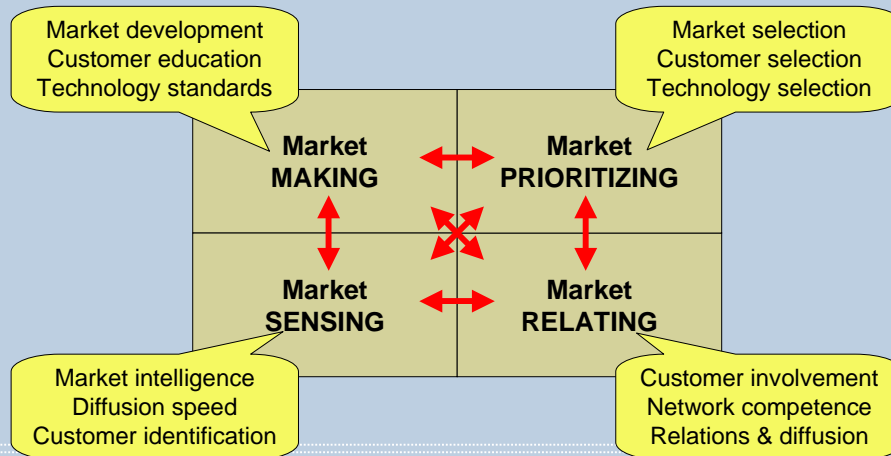 Market development
Customer education
Technology standards
Market selection
Customer selection
Technology selection
Market
MAKING
Market
PRIORITIZING
Market
SENSING
Market
RELATING
Market intelligence
Diffusion speed
Customer identification
Customer involvement
Network competence
Relations & diffusion